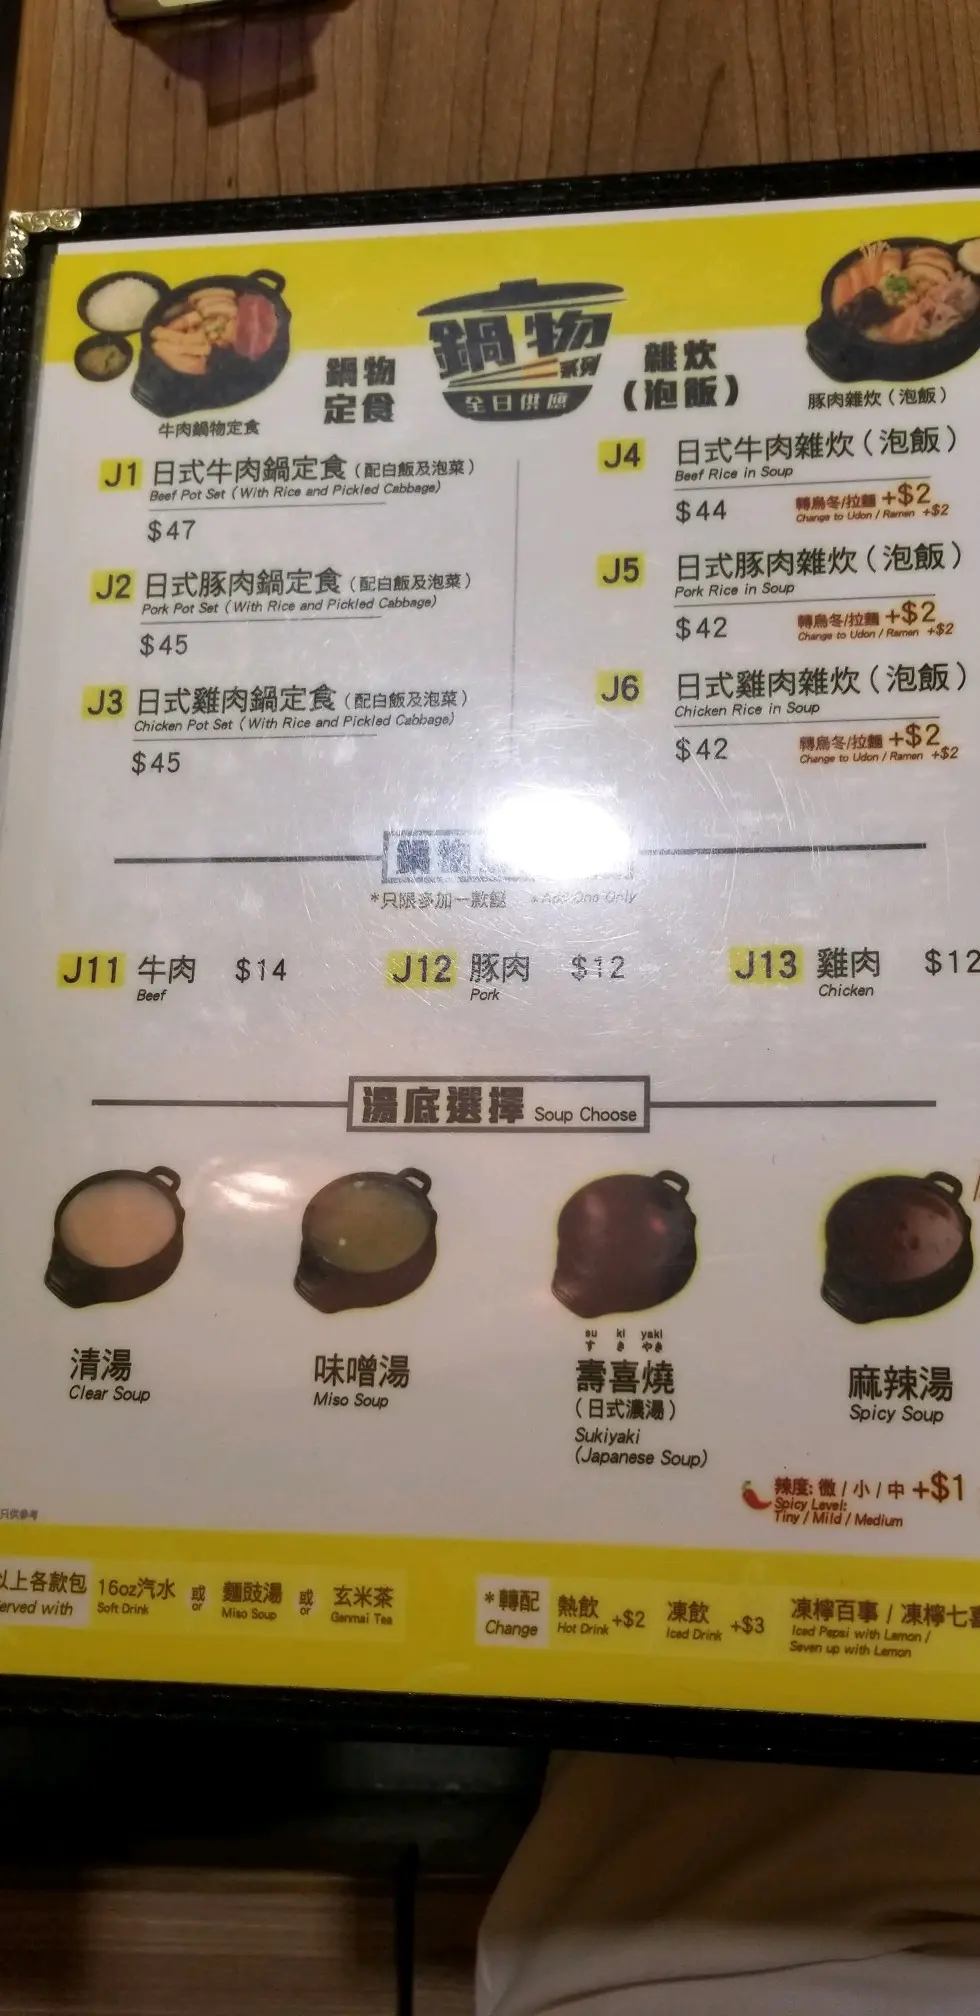 牛肉鍋物定食
鍋物
定食
鍋物
系列
全日供應
雜炊
(泡飯)
豚肉雜炊(泡飯)
J1 日式牛肉鍋定食(配白飯及泡菜)
Beef Pot Set (With Rice and Pickled Cabbage)
$47
J2 日式豚肉鍋定食(配白飯及泡菜)
Pork Pot Set (With Rice and Pickled Cabbage)
$45
J3 日式雞肉鍋定食(配白飯及泡菜)
Chicken Pot Set (With Rice and Pickled Cabbage)
$45
J4 日式牛肉雜炊(泡飯)
Beef Rice in Soup
$44 轉烏冬/拉麵 +$2
Change to Udon / Ramen +$2
J5 日式豚肉雜炊(泡飯)
Pork Rice in Soup
$42 轉烏冬/拉麵 +$2
Change to Udon / Ramen +$2
J6 日式雞肉雜炊(泡飯)
Chicken Rice in Soup
$42 轉烏冬/拉麵 +$2
Change to Udon / Ramen +$2
鍋物
*只限多加一款餸 *Add One Only
J11 牛肉 $14
Beef
J12 豚肉 $12
Pork
J13 雞肉 $12
Chicken
湯底選擇 Soup Choose
清湯
Clear Soup
味噌湯
Miso Soup
su ki yaki
す き やき
壽喜燒
(日式濃湯)
Sukiyaki
(Japanese Soup)
麻辣湯
Spicy Soup
辣度: 微 / 小 / 中 +$1
Spicy Level:
Tiny / Mild / Medium
只供參考
以上各款包 16oz汽水 或 麵豉湯 或 玄米茶
served with Soft Drink or Miso Soup or Genmai Tea
*轉配 熱飲 +$2 凍飲 +$3 凍檸百事 / 凍檸七喜
Change Hot Drink Iced Drink Iced Pepsi with Lemon /
Seven up with Lemon